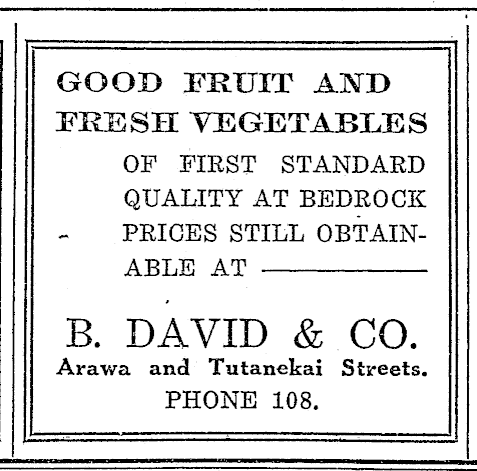 GOOD FRUIT AND
FRESH VEGETABLES
OF FIRST STANDARD
QUALITY AT BEDROCK
PRICES STILL OBTAIN-
ABLE AT
B. DAVID & CO.
Arawa and Tutanekai Streets.
PHONE 108.